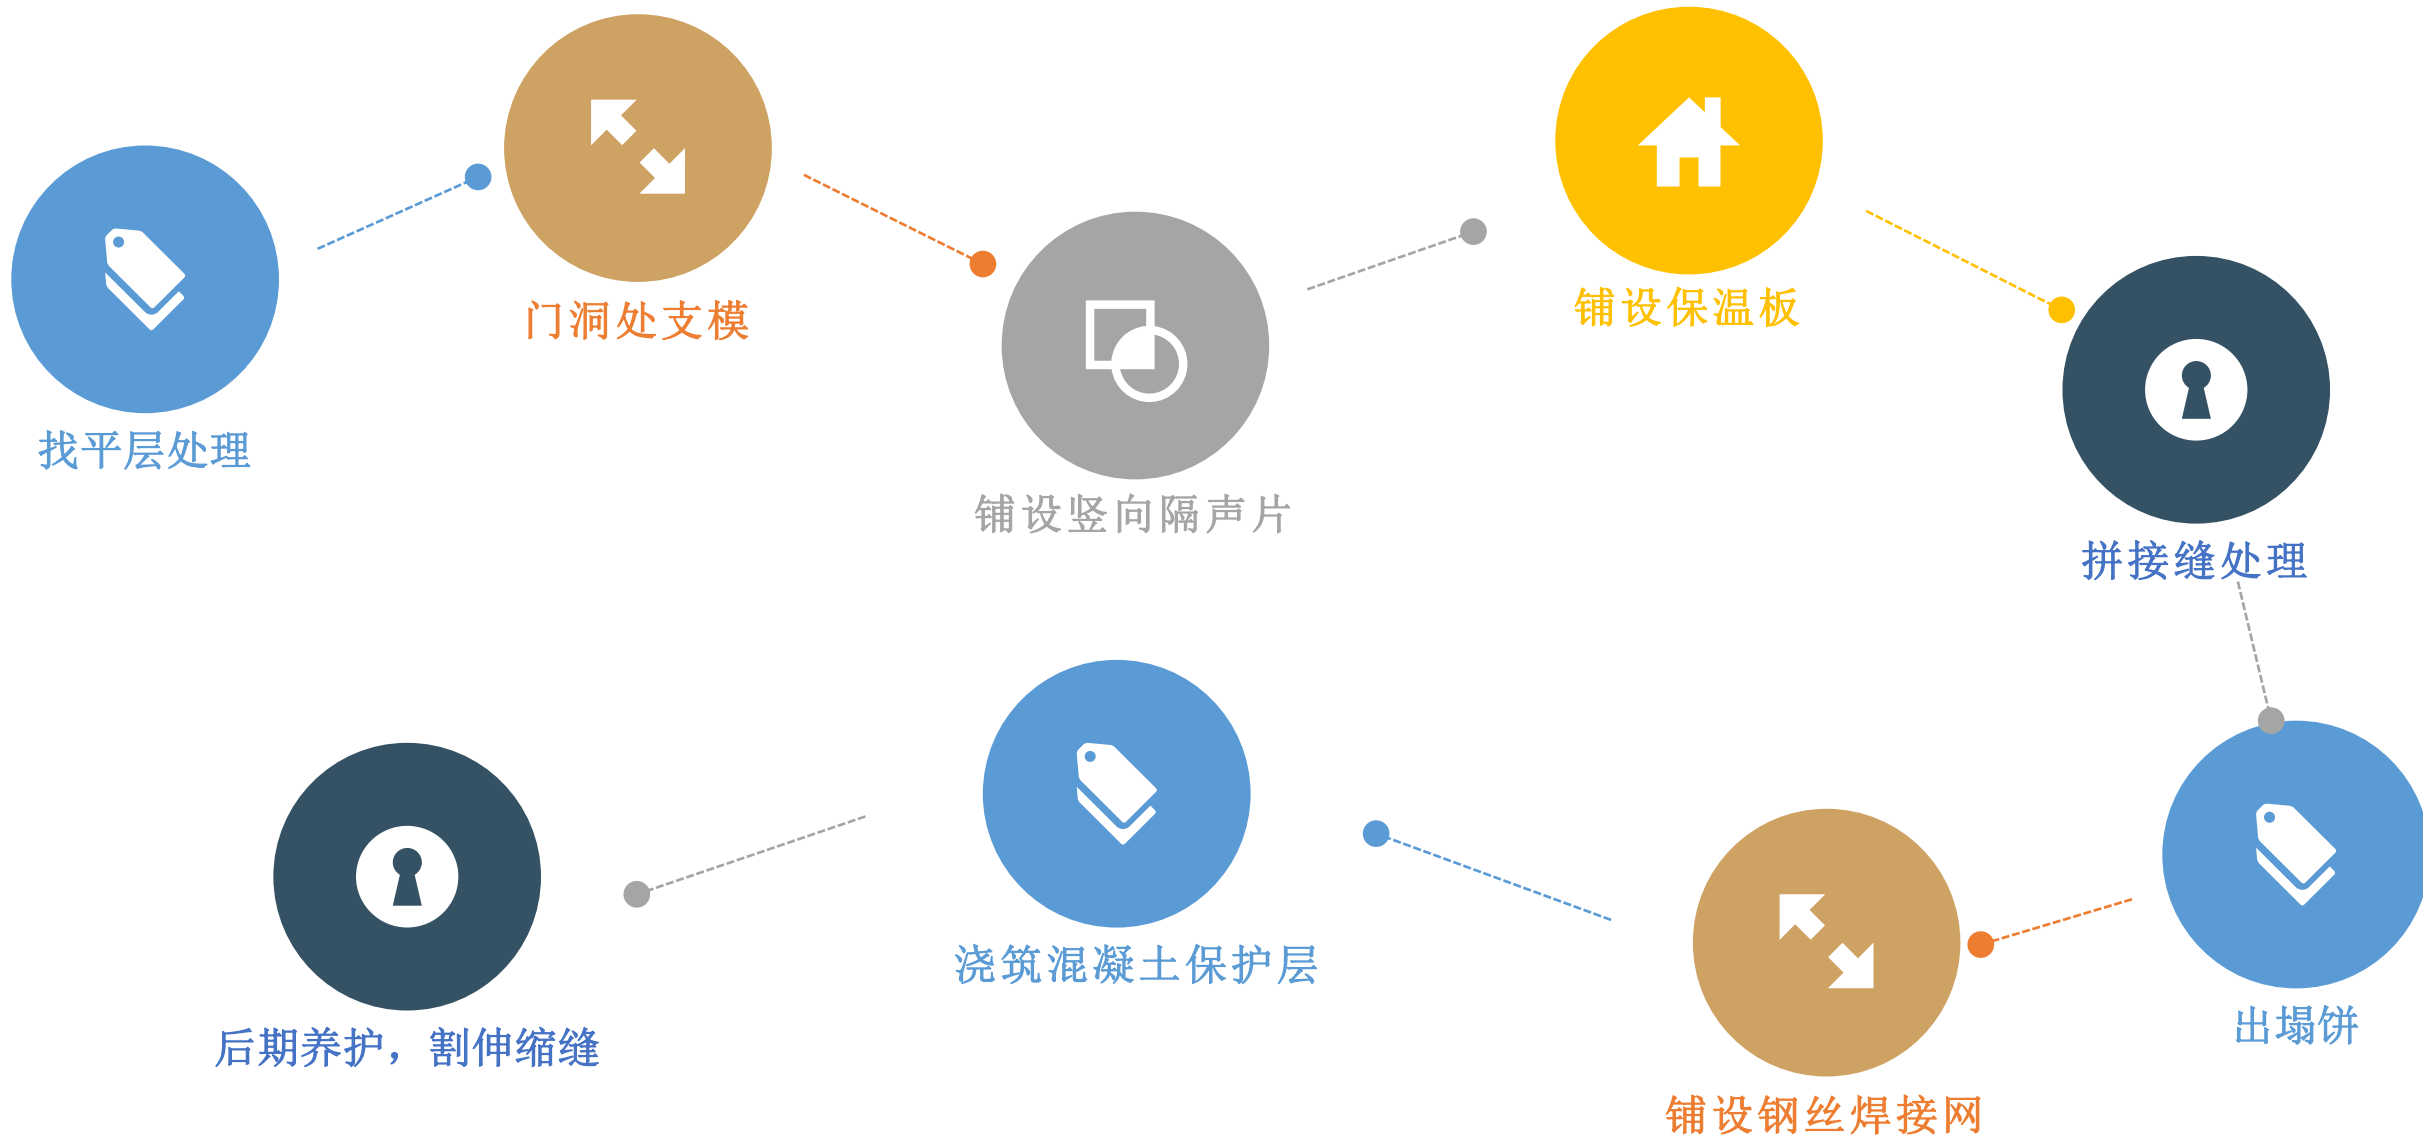 找平层处理
门洞处支模
铺设竖向隔声片
铺设保温板
拼接缝处理
出塌饼
铺设钢丝焊接网
浇筑混凝土保护层
后期养护，割伸缩缝